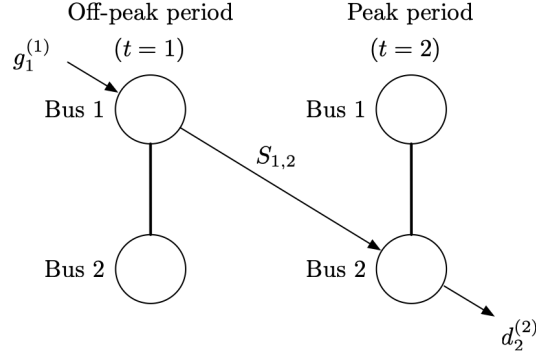 Off-peak period
(t = 1)
Peak period
(t = 2)
g_1^{(1)}
Bus 1
Bus 1
S_{1,2}
Bus 2
Bus 2
d_2^{(2)}